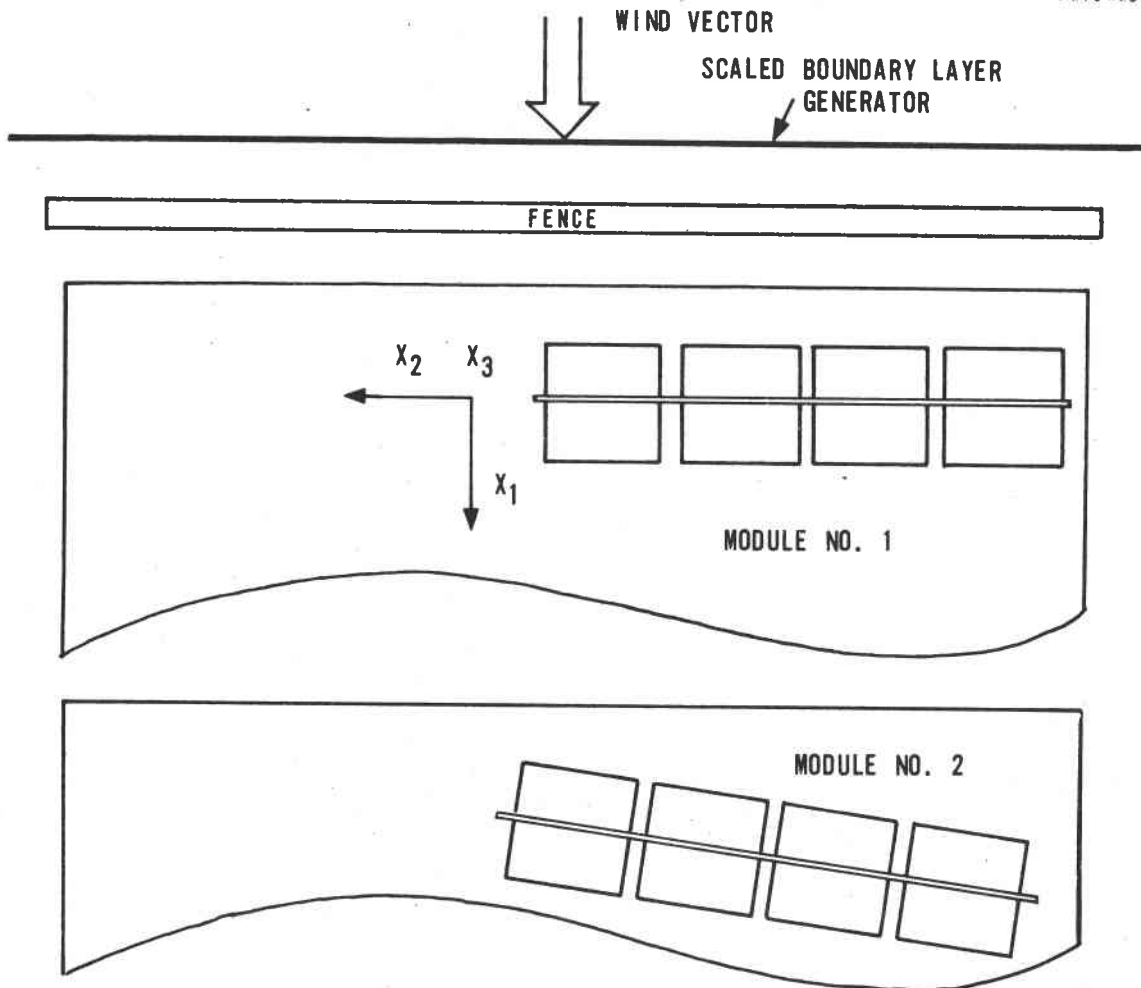 WIND VECTOR
SCALED BOUNDARY LAYER
GENERATOR
FENCE
X2 X3
X1
MODULE NO. 1
MODULE NO. 2